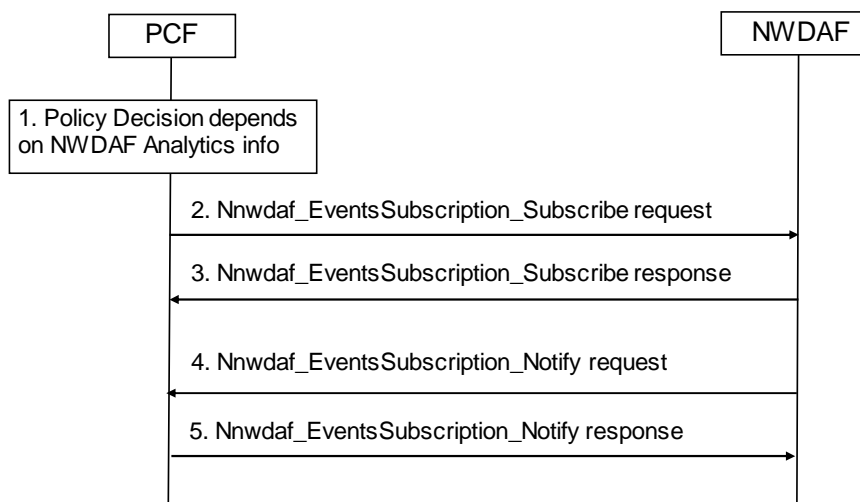 PCF
NWDAF
1. Policy Decision depends
on NWDAF Analytics info
2. Nnwdaf_EventsSubscription_Subscribe request
3. Nnwdaf_EventsSubscription_Subscribe response
4. Nnwdaf_EventsSubscription_Notify request
5. Nnwdaf_EventsSubscription_Notify response